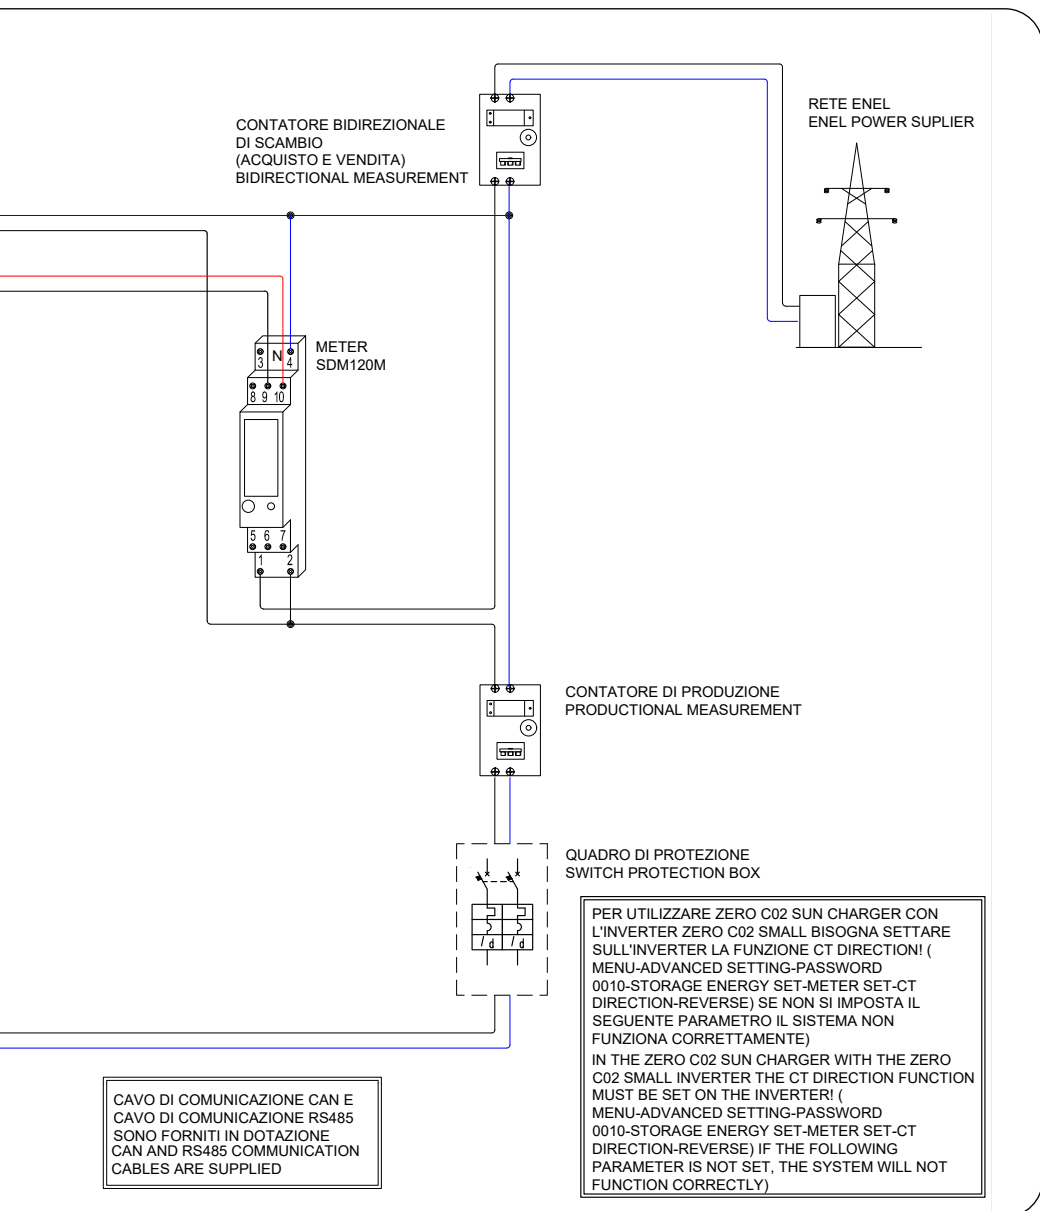 CONTATORE BIDIREZIONALE
DI SCAMBIO
(ACQUISTO E VENDITA)
BIDIRECTIONAL MEASUREMENT
RETE ENEL
ENEL POWER SUPLIER
METER
SDM120M
3 N 4
8 9 10
5 6 7
1 2
CONTATORE DI PRODUZIONE
PRODUCTIONAL MEASUREMENT
QUADRO DI PROTEZIONE
SWITCH PROTECTION BOX
I d I d
PER UTILIZZARE ZERO C02 SUN CHARGER CON
L'INVERTER ZERO C02 SMALL BISOGNA SETTARE
SULL'INVERTER LA FUNZIONE CT DIRECTION! (
MENU-ADVANCED SETTING-PASSWORD
0010-STORAGE ENERGY SET-METER SET-CT
DIRECTION-REVERSE) SE NON SI IMPOSTA IL
SEGUENTE PARAMETRO IL SISTEMA NON
FUNZIONA CORRETTAMENTE)
IN THE ZERO C02 SUN CHARGER WITH THE ZERO
C02 SMALL INVERTER THE CT DIRECTION FUNCTION
MUST BE SET ON THE INVERTER! (
MENU-ADVANCED SETTING-PASSWORD
0010-STORAGE ENERGY SET-METER SET-CT
DIRECTION-REVERSE) IF THE FOLLOWING
PARAMETER IS NOT SET, THE SYSTEM WILL NOT
FUNCTION CORRECTLY)
CAVO DI COMUNICAZIONE CAN E
CAVO DI COMUNICAZIONE RS485
SONO FORNITI IN DOTAZIONE
CAN AND RS485 COMMUNICATION
CABLES ARE SUPPLIED